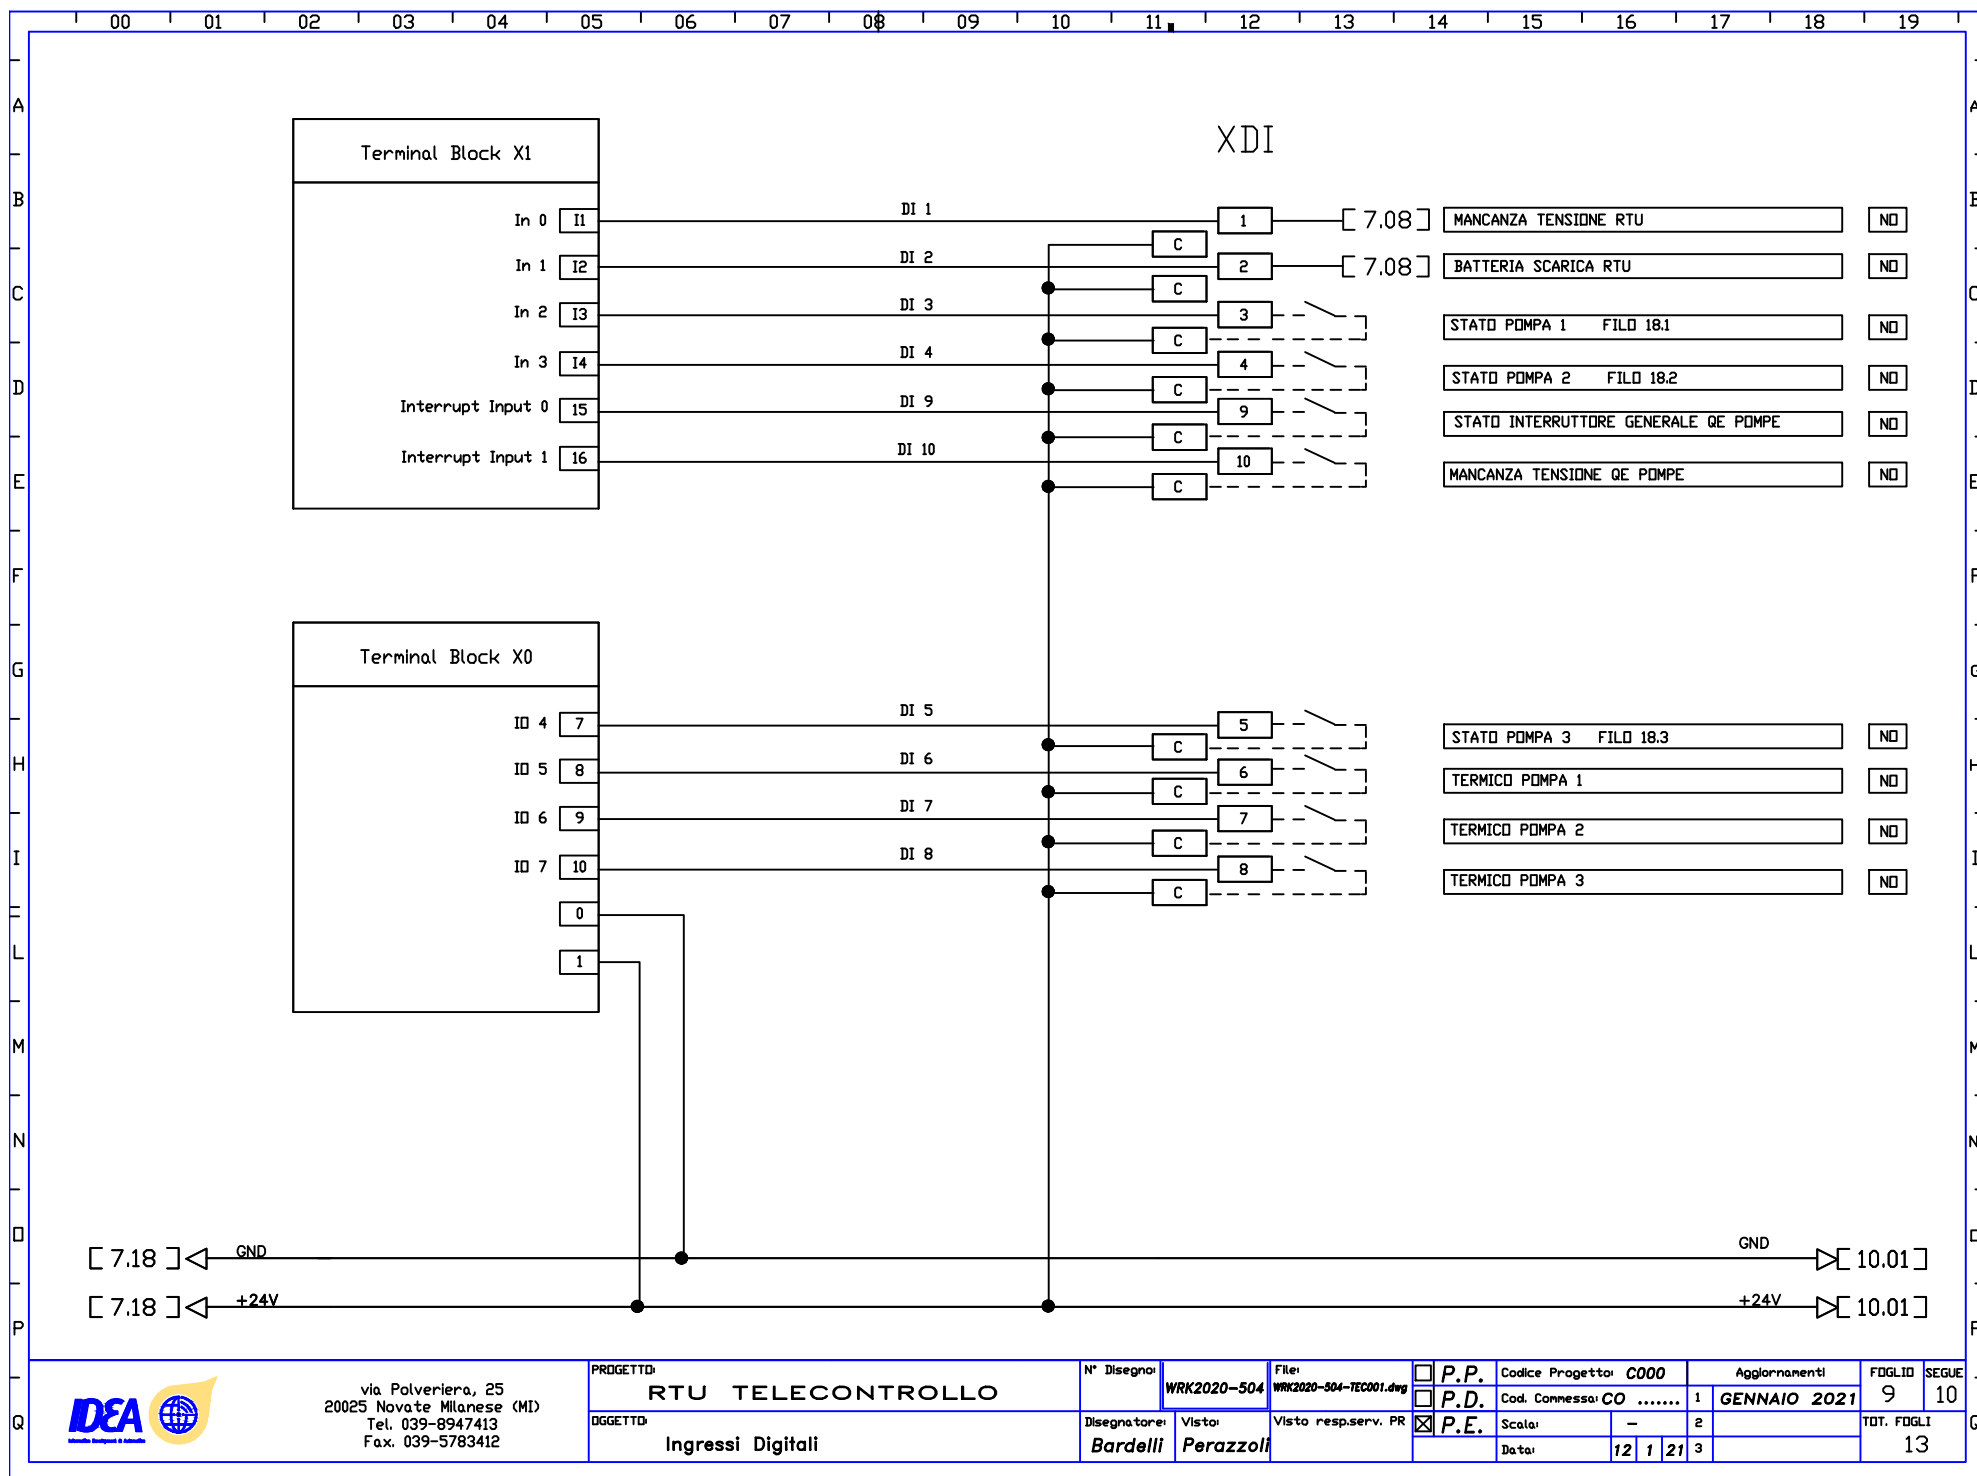 00 01 02 03 04 05 06 07 08 09 10 11 12 13 14 15 16 17 18 19
A A
Terminal Block X1
XDI
B B
In 0 I1 DI 1 1 [ 7.08 ] MANCANZA TENSIONE RTU NO
C
In 1 I2 DI 2 2 [ 7.08 ] BATTERIA SCARICA RTU NO
C C
C
In 2 I3 DI 3 3 STATO POMPA 1 FILO 18.1 NO
C
In 3 I4 DI 4 4 STATO POMPA 2 FILO 18.2 NO
D D
C
Interrupt Input 0 15 DI 9 9 STATO INTERRUTTORE GENERALE QE POMPE NO
C
Interrupt Input 1 16 DI 10 10 MANCANZA TENSIONE QE POMPE NO
E E
C
F F
Terminal Block X0
G G
IO 4 7 DI 5 5 STATO POMPA 3 FILO 18.3 NO
C
H H
IO 5 8 DI 6 6 TERMICO POMPA 1 NO
C
IO 6 9 DI 7 7 TERMICO POMPA 2 NO
C
I I
IO 7 10 DI 8 8 TERMICO POMPA 3 NO
C
0
L L
1
M M
N N
O O
[ 7.18 ] GND GND [ 10.01 ]
[ 7.18 ] +24V +24V [ 10.01 ]
P P
Q Q
IDEA
via Polveriera, 25
20025 Novate Milanese (MI)
Tel. 039-8947413
Fax. 039-5783412
PROGETTO:
RTU TELECONTROLLO
OGGETTO:
Ingressi Digitali
N° Disegno: WRK2020-504
File: WRK2020-504-TEC001.dwg
Disegnatore: Bardelli
Visto: Perazzoli
Visto resp.serv. PR
P.P.
P.D.
P.E.
Codice Progetto: C000
Cod. Commessa: CO .......
Scala: -
Data: 12 1 21
Aggiornamenti
1 GENNAIO 2021
2
3
FOGLIO 9
SEGUE 10
TOT. FOGLI
13